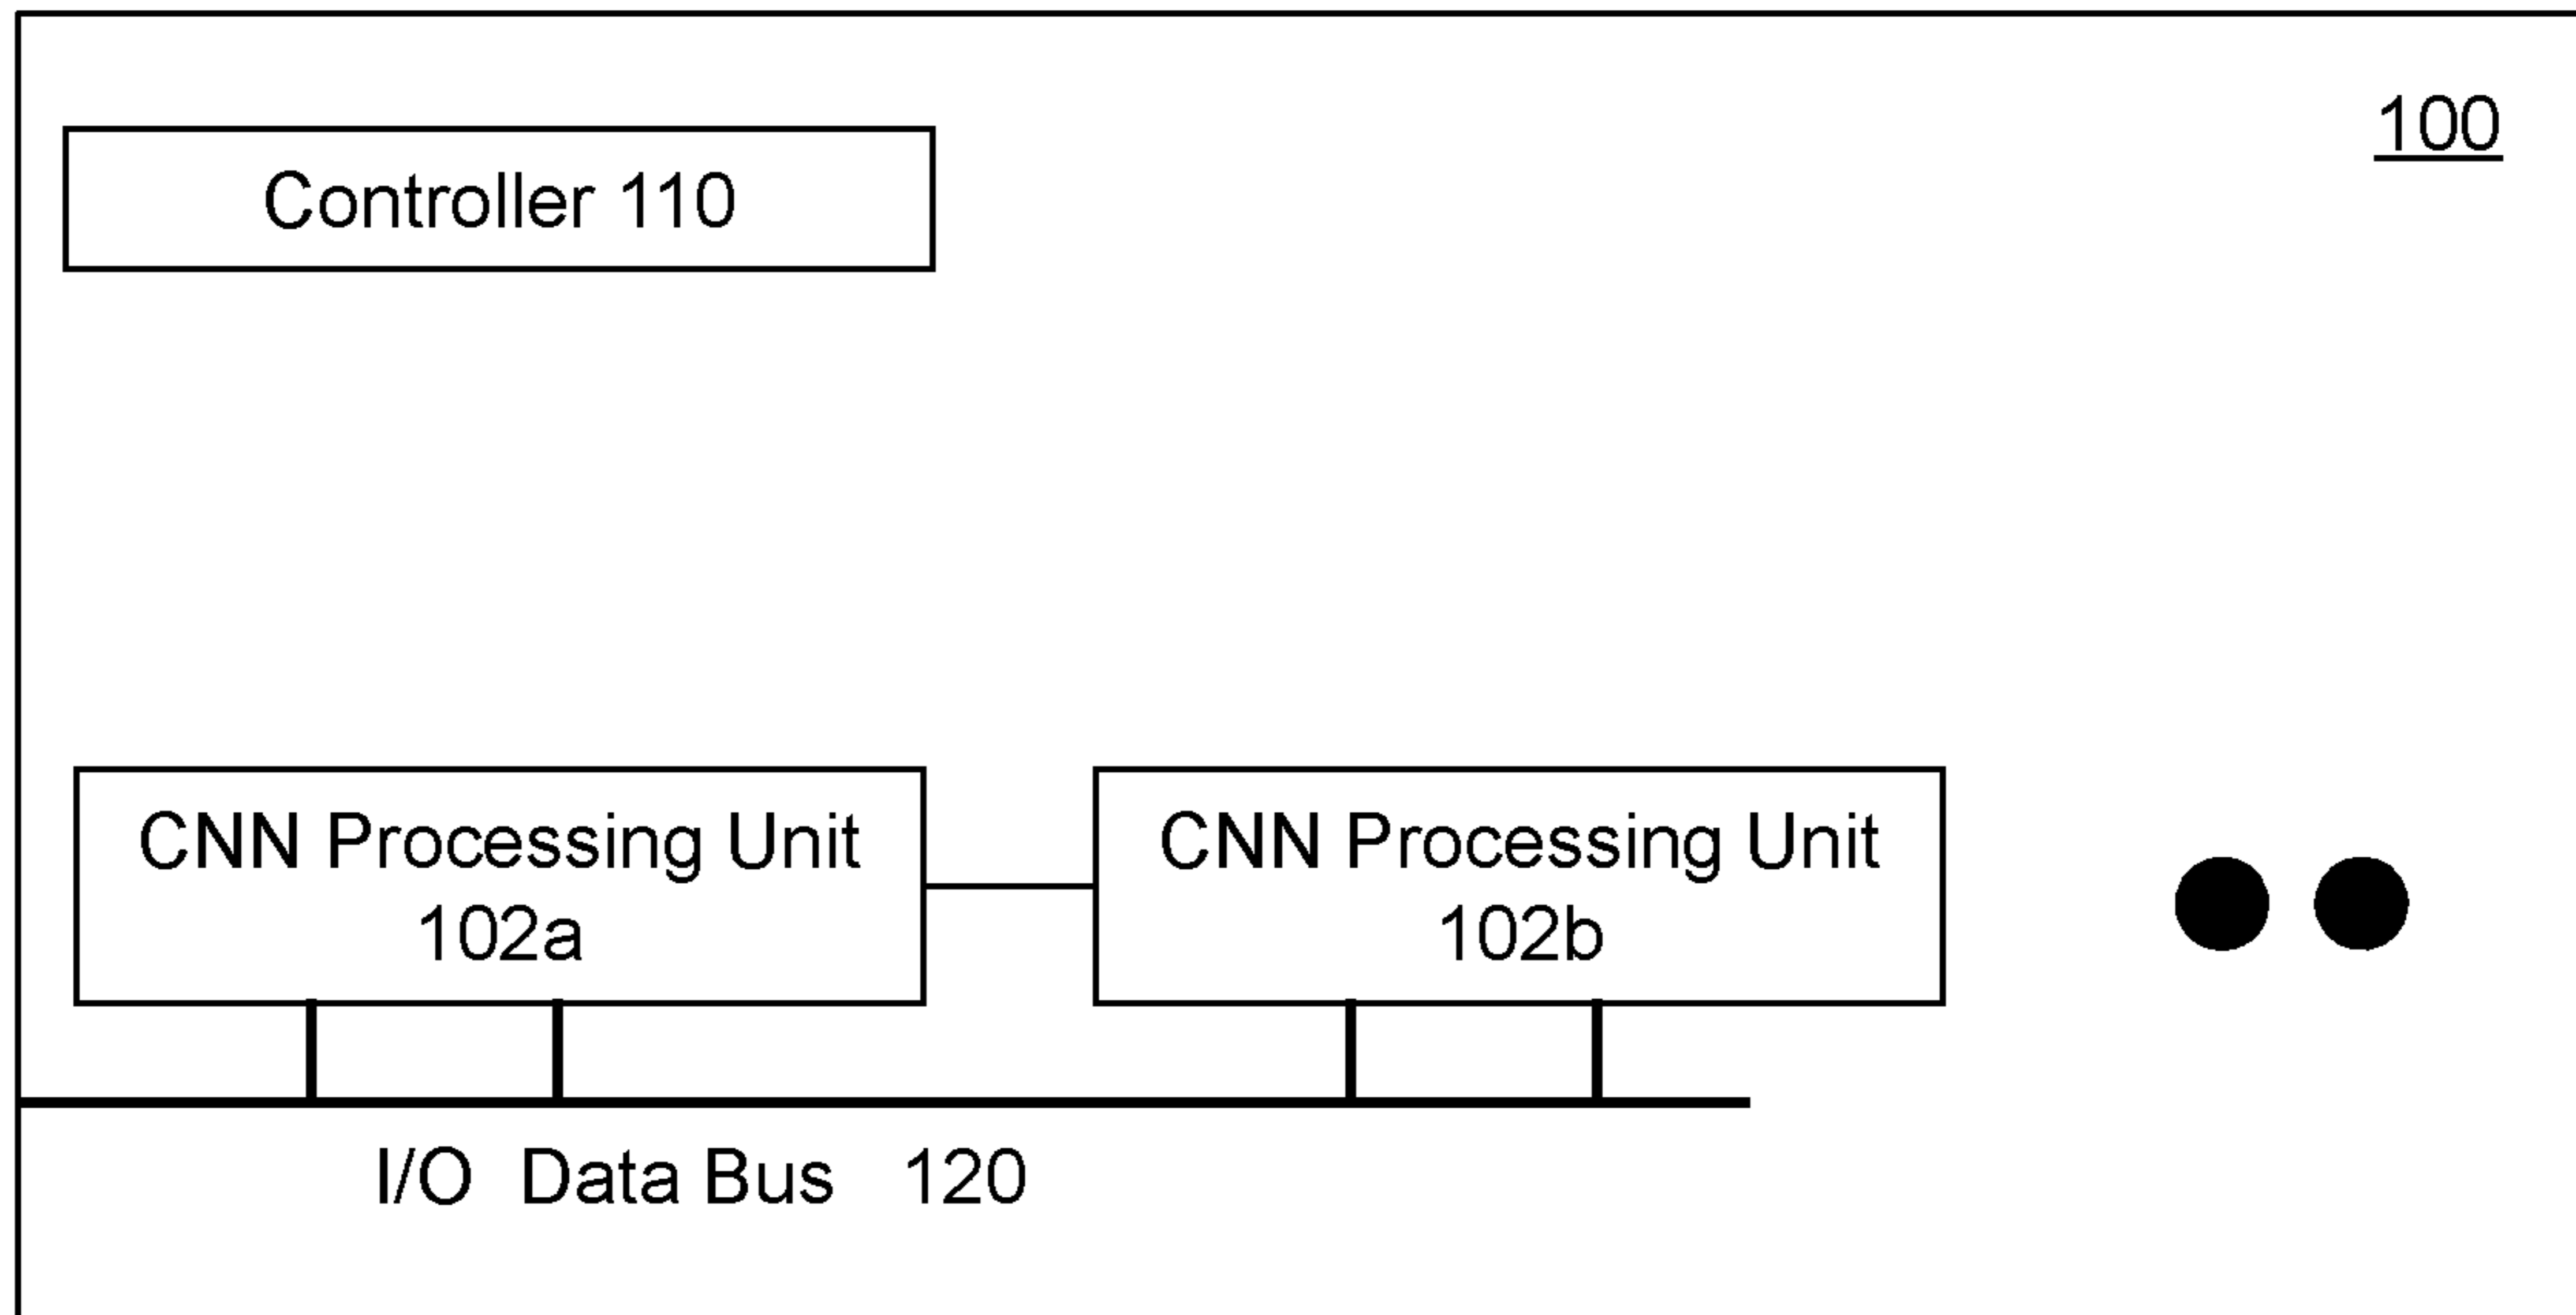 100
Controller 110
CNN Processing Unit
102a
CNN Processing Unit
102b
I/O Data Bus 120